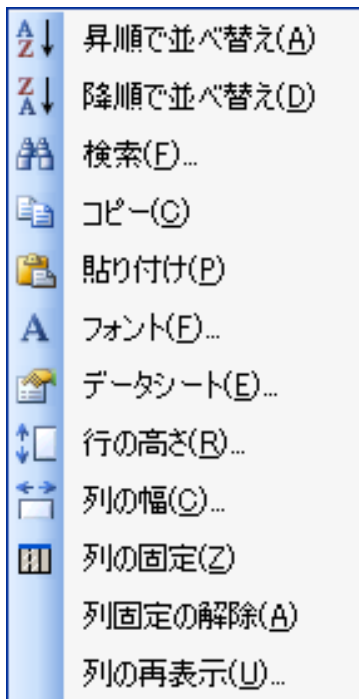 昇順で並べ替え(A)
降順で並べ替え(D)
検索(F)...
コピー(C)
貼り付け(P)
フォント(F)...
データシート(E)...
行の高さ(R)...
列の幅(C)...
列の固定(Z)
列固定の解除(A)
列の再表示(U)...